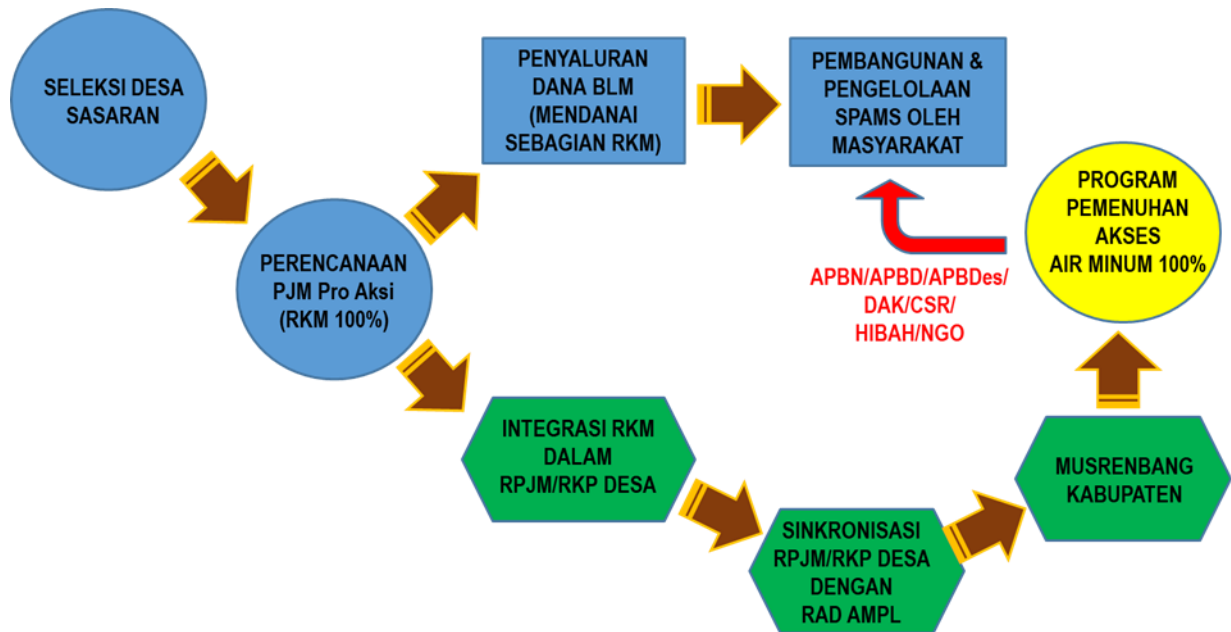 SELEKSI DESA
SASARAN
PERENCANAAN
PJM Pro Aksi
(RKM 100%)
PENYALURAN
DANA BLM
(MENDANAI
SEBAGIAN RKM)
PEMBANGUNAN &
PENGELOLAAN
SPAMS OLEH
MASYARAKAT
PROGRAM
PEMENUHAN
AKSES
AIR MINUM 100%
APBN/APBD/APBDes/
DAK/CSR/
HIBAH/NGO
INTEGRASI RKM
DALAM
RPJM/RKP DESA
SINKRONISASI
RPJM/RKP DESA
DENGAN
RAD AMPL
MUSRENBANG
KABUPATEN